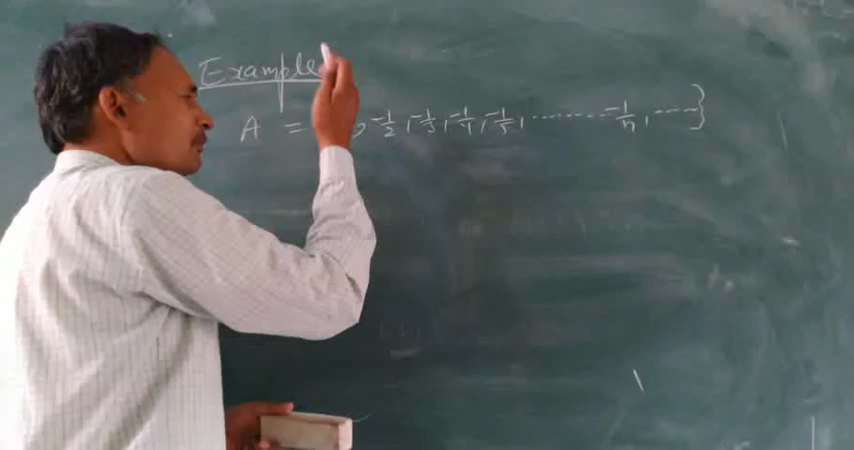 Example
A = , -1/2, -1/3, -1/4, -1/5, ........ -1/n, ----}